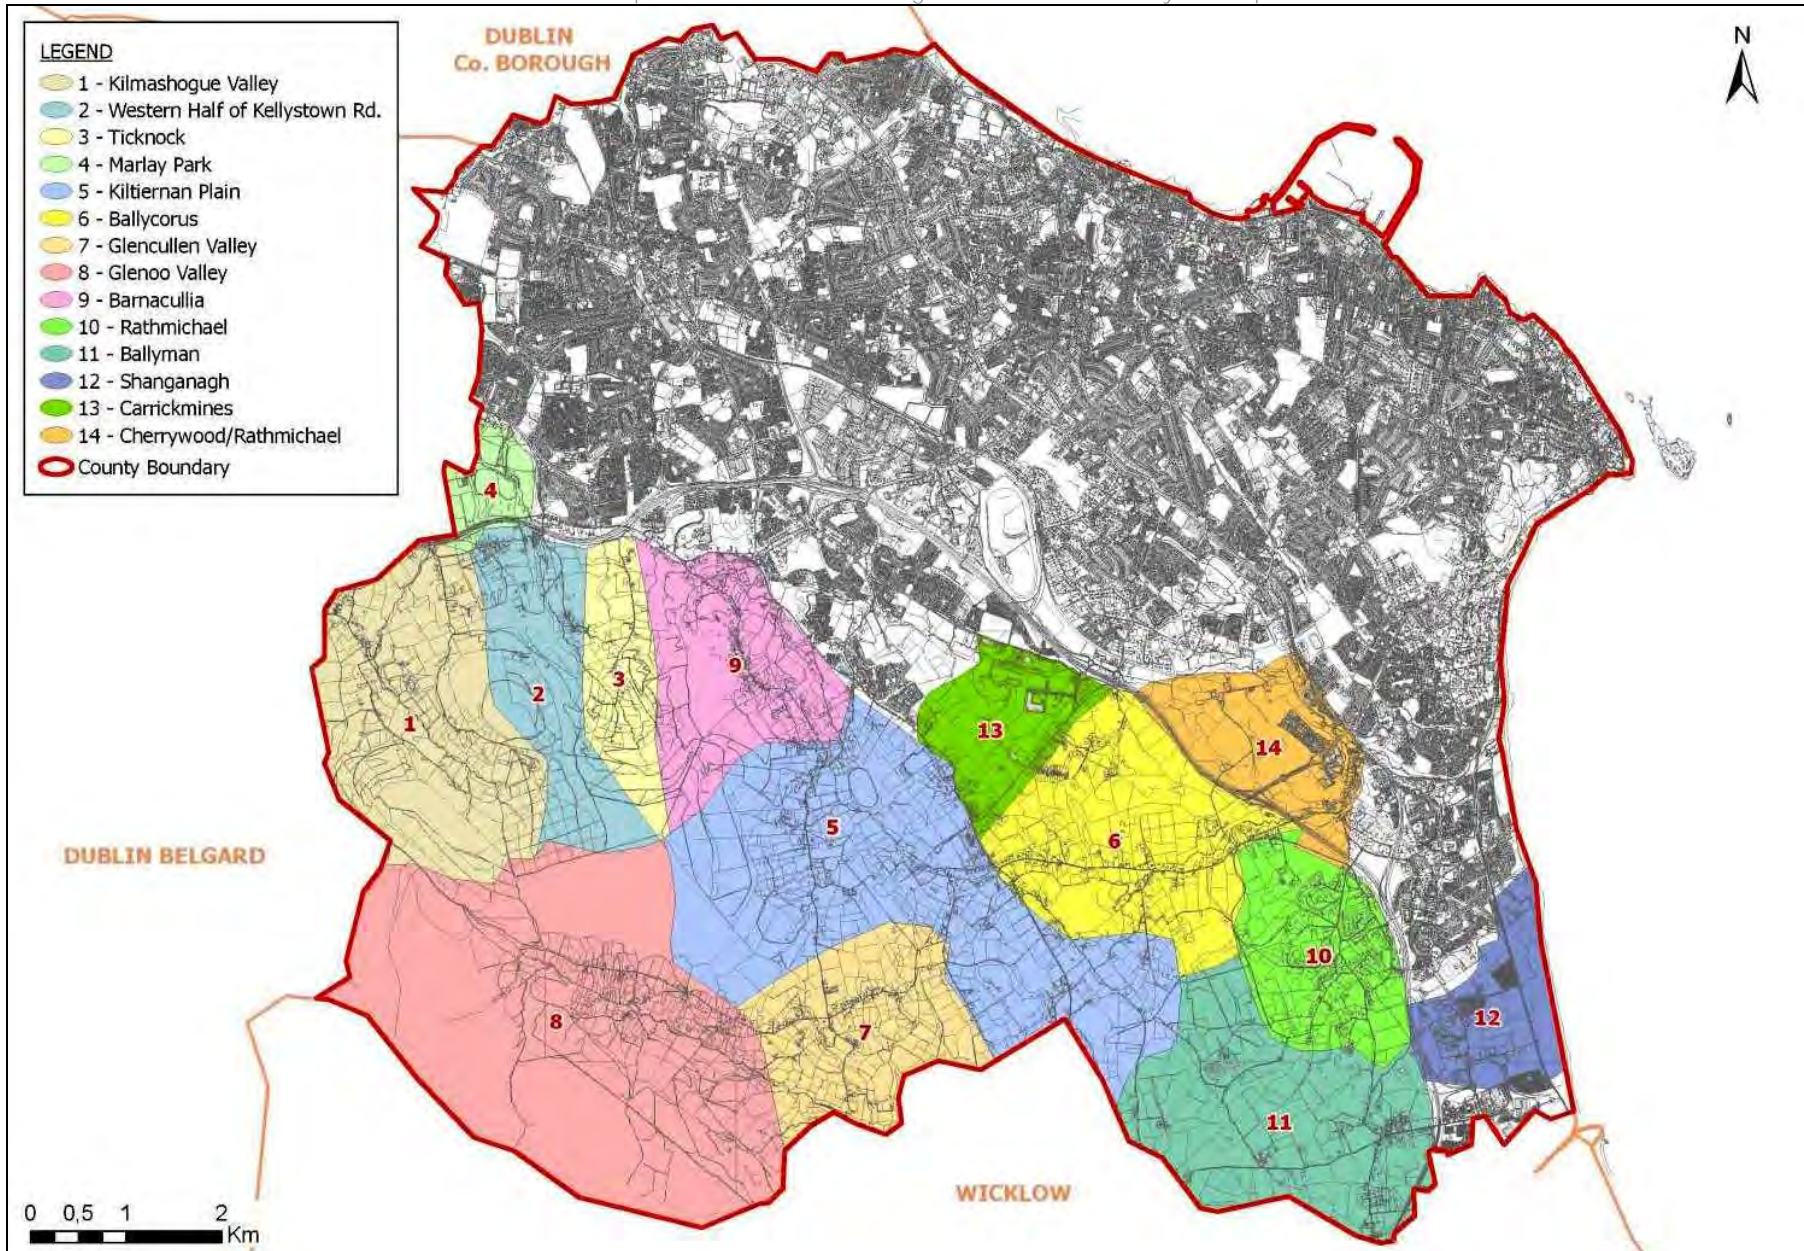 DUBLIN
Co. BOROUGH
N
LEGEND
1 - Kilmashogue Valley
2 - Western Half of Kellystown Rd.
3 - Ticknock
4 - Marlay Park
5 - Kiltiernan Plain
6 - Ballycorus
7 - Glencullen Valley
8 - Glenoo Valley
9 - Barnacullia
10 - Rathmichael
11 - Ballyman
12 - Shanganagh
13 - Carrickmines
14 - Cherrywood/Rathmichael
County Boundary
4
9
3
2
1
13
14
5
6
DUBLIN BELGARD
10
12
8
7
11
WICKLOW
0 0,5 1 2
Km